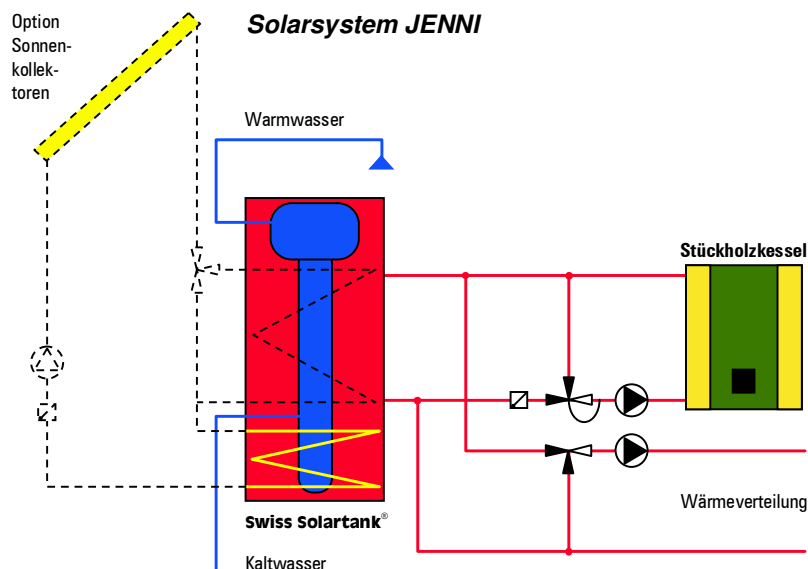 Option
Sonnen-
kollek-
toren
Solarsystem JENNI
Warmwasser
Stückholzkessel
Wärmeverteilung
Swiss Solartank®
Kaltwasser